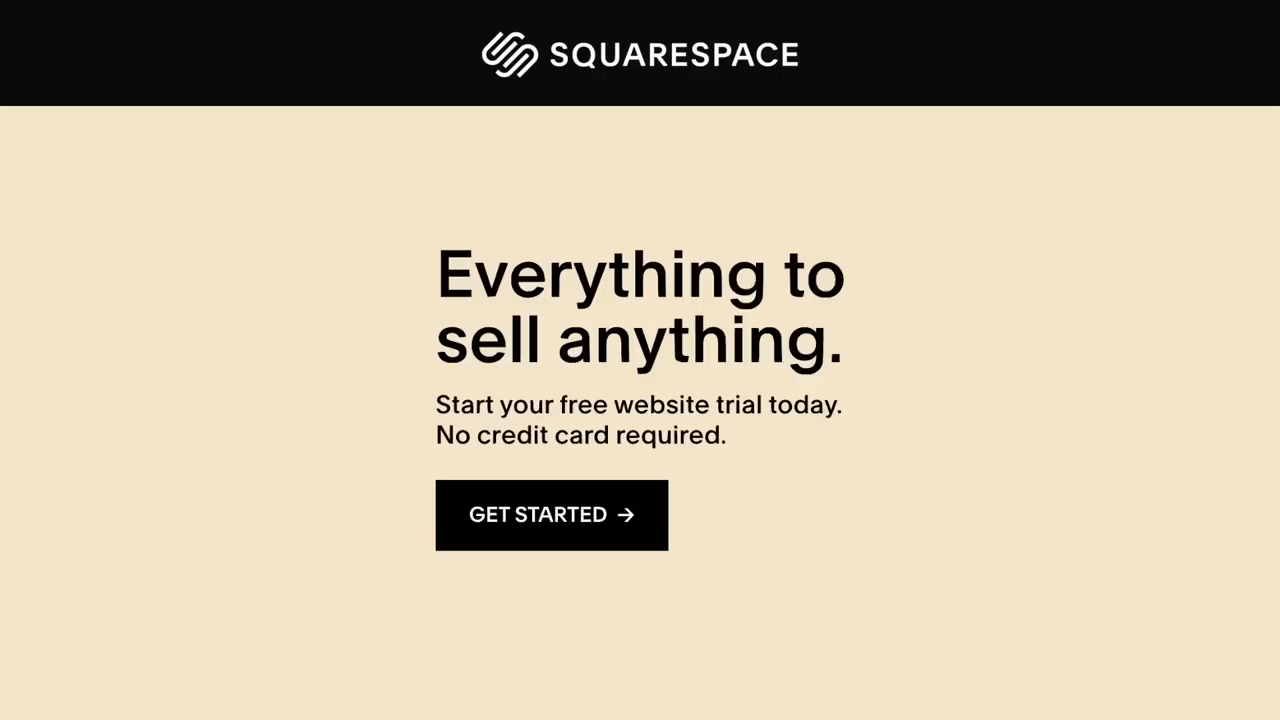 SQUARESPACE
Everything to
sell anything.
Start your free website trial today.
No credit card required.
GET STARTED →